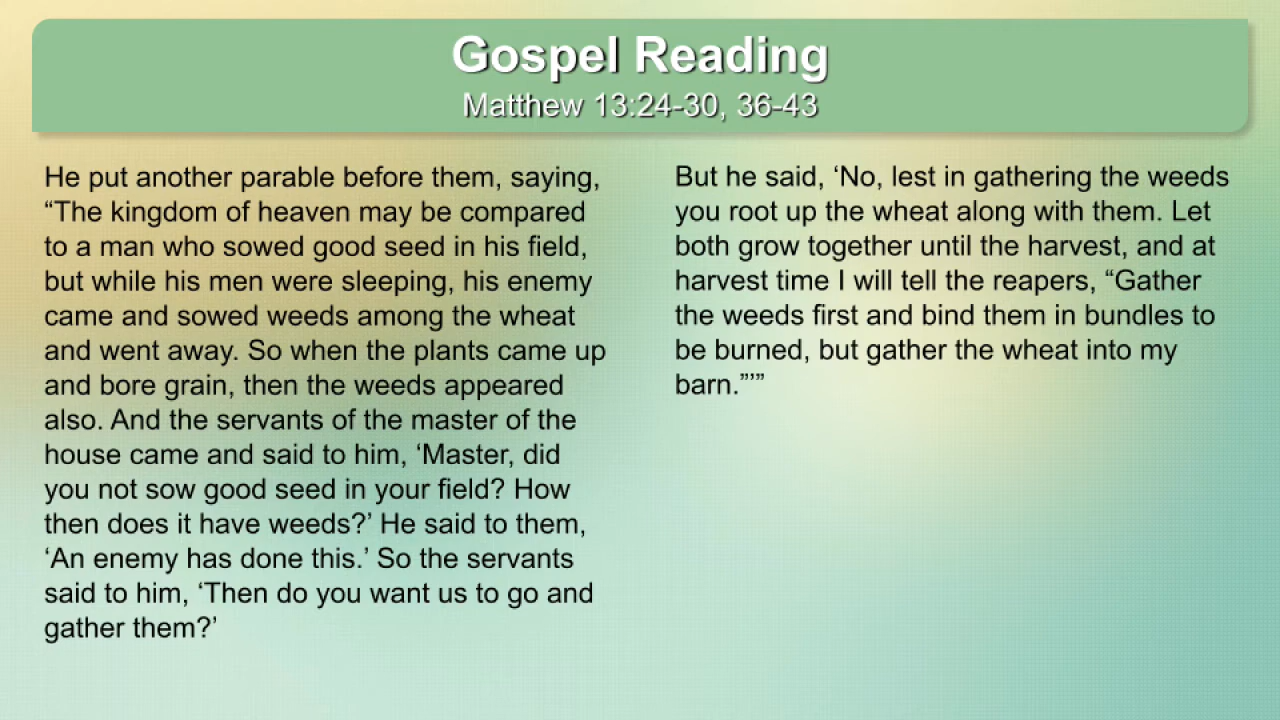 Gospel Reading
Matthew 13:24-30, 36-43
He put another parable before them, saying,
“The kingdom of heaven may be compared
to a man who sowed good seed in his field,
but while his men were sleeping, his enemy
came and sowed weeds among the wheat
and went away. So when the plants came up
and bore grain, then the weeds appeared
also. And the servants of the master of the
house came and said to him, ‘Master, did
you not sow good seed in your field? How
then does it have weeds?’ He said to them,
‘An enemy has done this.’ So the servants
said to him, ‘Then do you want us to go and
gather them?’
But he said, ‘No, lest in gathering the weeds
you root up the wheat along with them. Let
both grow together until the harvest, and at
harvest time I will tell the reapers, “Gather
the weeds first and bind them in bundles to
be burned, but gather the wheat into my
barn.”’”